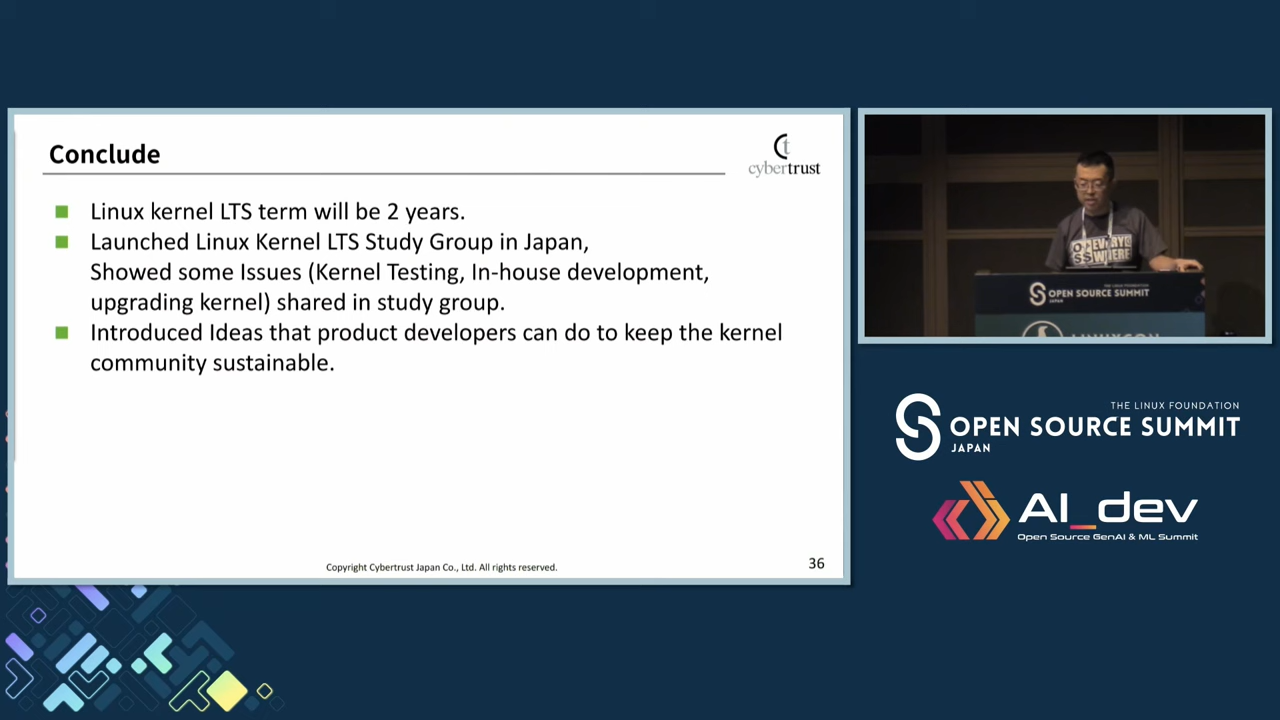 Conclude
cybertrust
Linux kernel LTS term will be 2 years.
Launched Linux Kernel LTS Study Group in Japan,
Showed some Issues (Kernel Testing, In-house development,
upgrading kernel) shared in study group.
Introduced Ideas that product developers can do to keep the kernel
community sustainable.
Copyright Cybertrust Japan Co., Ltd. All rights reserved.
36
OPEN SOURCE SUMMIT
JAPAN
THE LINUX FOUNDATION
OPEN SOURCE SUMMIT
JAPAN
AI_dev
Open Source GenAI & ML Summit